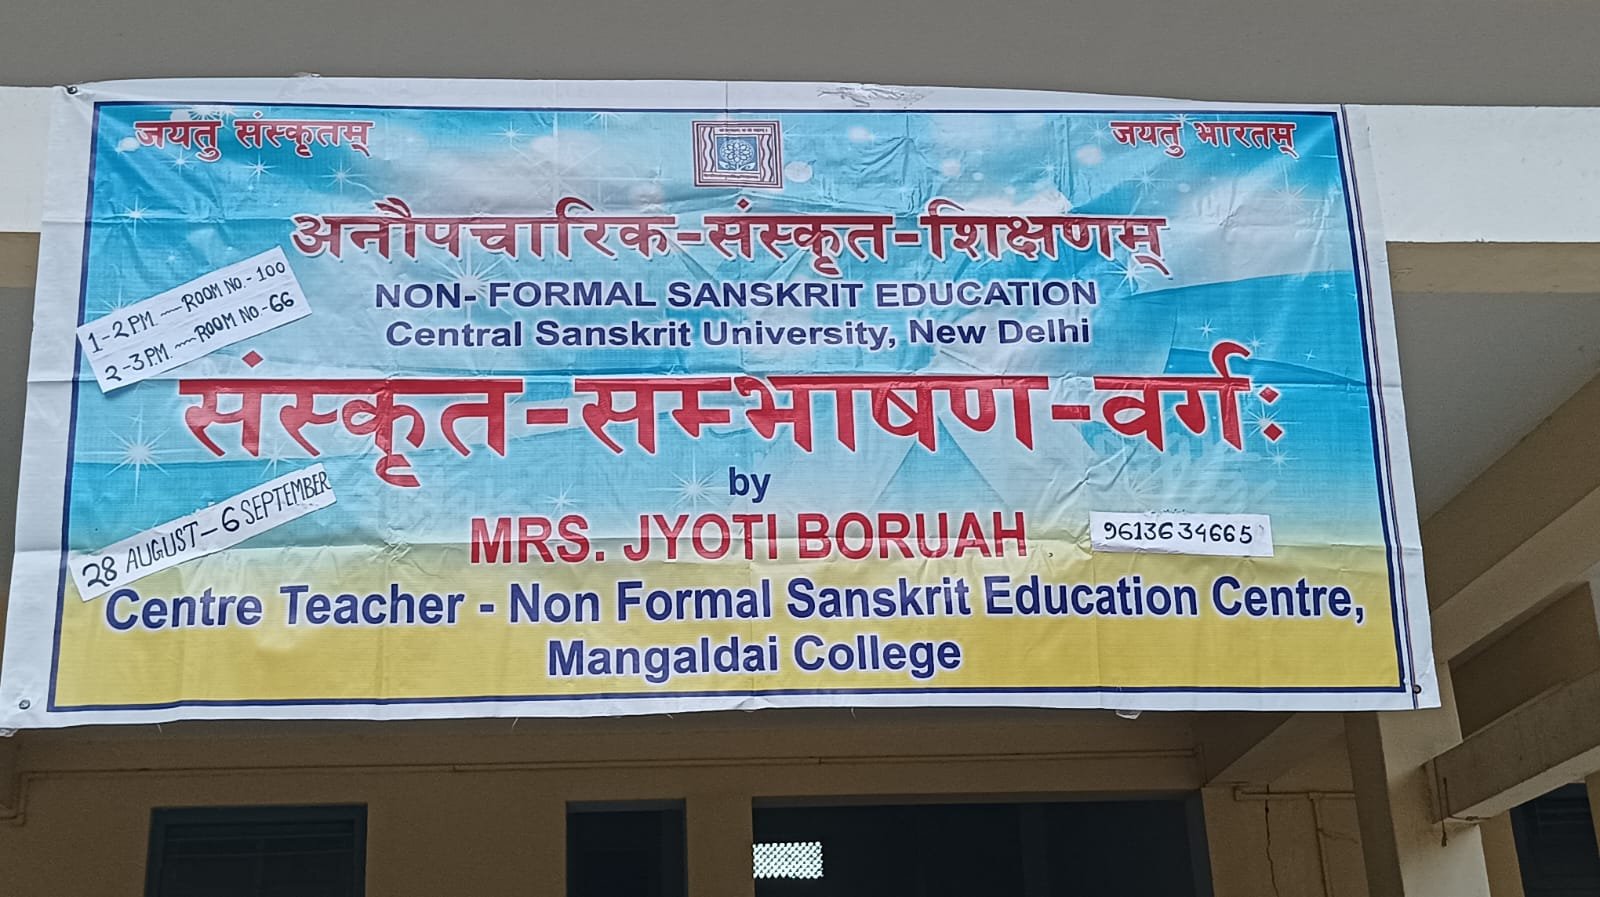 जयतु संस्कृतम्
जयतु भारतम्
अनौपचारिक-संस्कृत-शिक्षणम्
NON- FORMAL SANSKRIT EDUCATION
Central Sanskrit University, New Delhi
1-2 P.M. ROOM NO.-100
2-3 P.M. ROOM NO-66
संस्कृत-सम्भाषण-वर्गः
by
28 AUGUST-6 SEPTEMBER
MRS. JYOTI BORUAH
9613634665
Centre Teacher - Non Formal Sanskrit Education Centre,
Mangaldai College